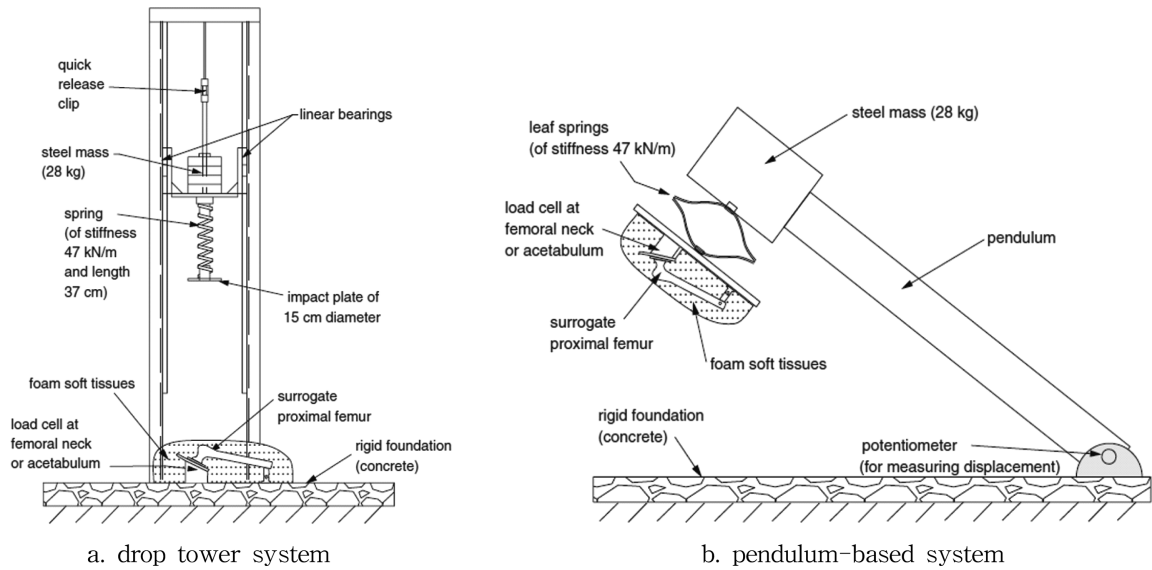 quick
release
clip
linear bearings
steel mass
(28 kg)
spring
(of stiffness
47 kN/m
and length
37 cm)
impact plate of
15 cm diameter
foam soft tissues
surrogate
proximal femur
load cell at
femoral neck
or acetabulum
rigid foundation
(concrete)
a. drop tower system
steel mass (28 kg)
leaf springs
(of stiffness 47 kN/m)
load cell at
femoral neck
or acetabulum
pendulum
surrogate
proximal femur
foam soft tissues
rigid foundation
(concrete)
potentiometer
(for measuring displacement)
b. pendulum-based system